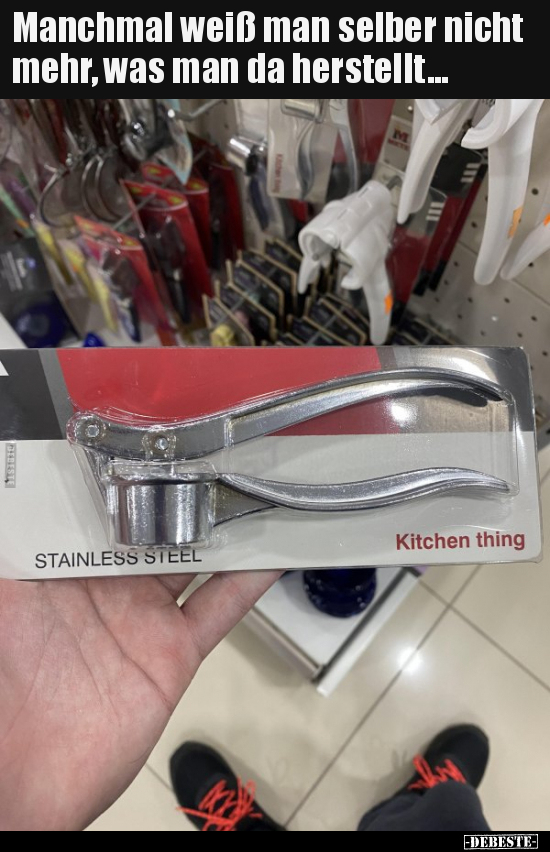 Manchmal weiß man selber nicht
mehr, was man da herstellt...
STAINLESS STEEL
Kitchen thing
-DEBESTE-